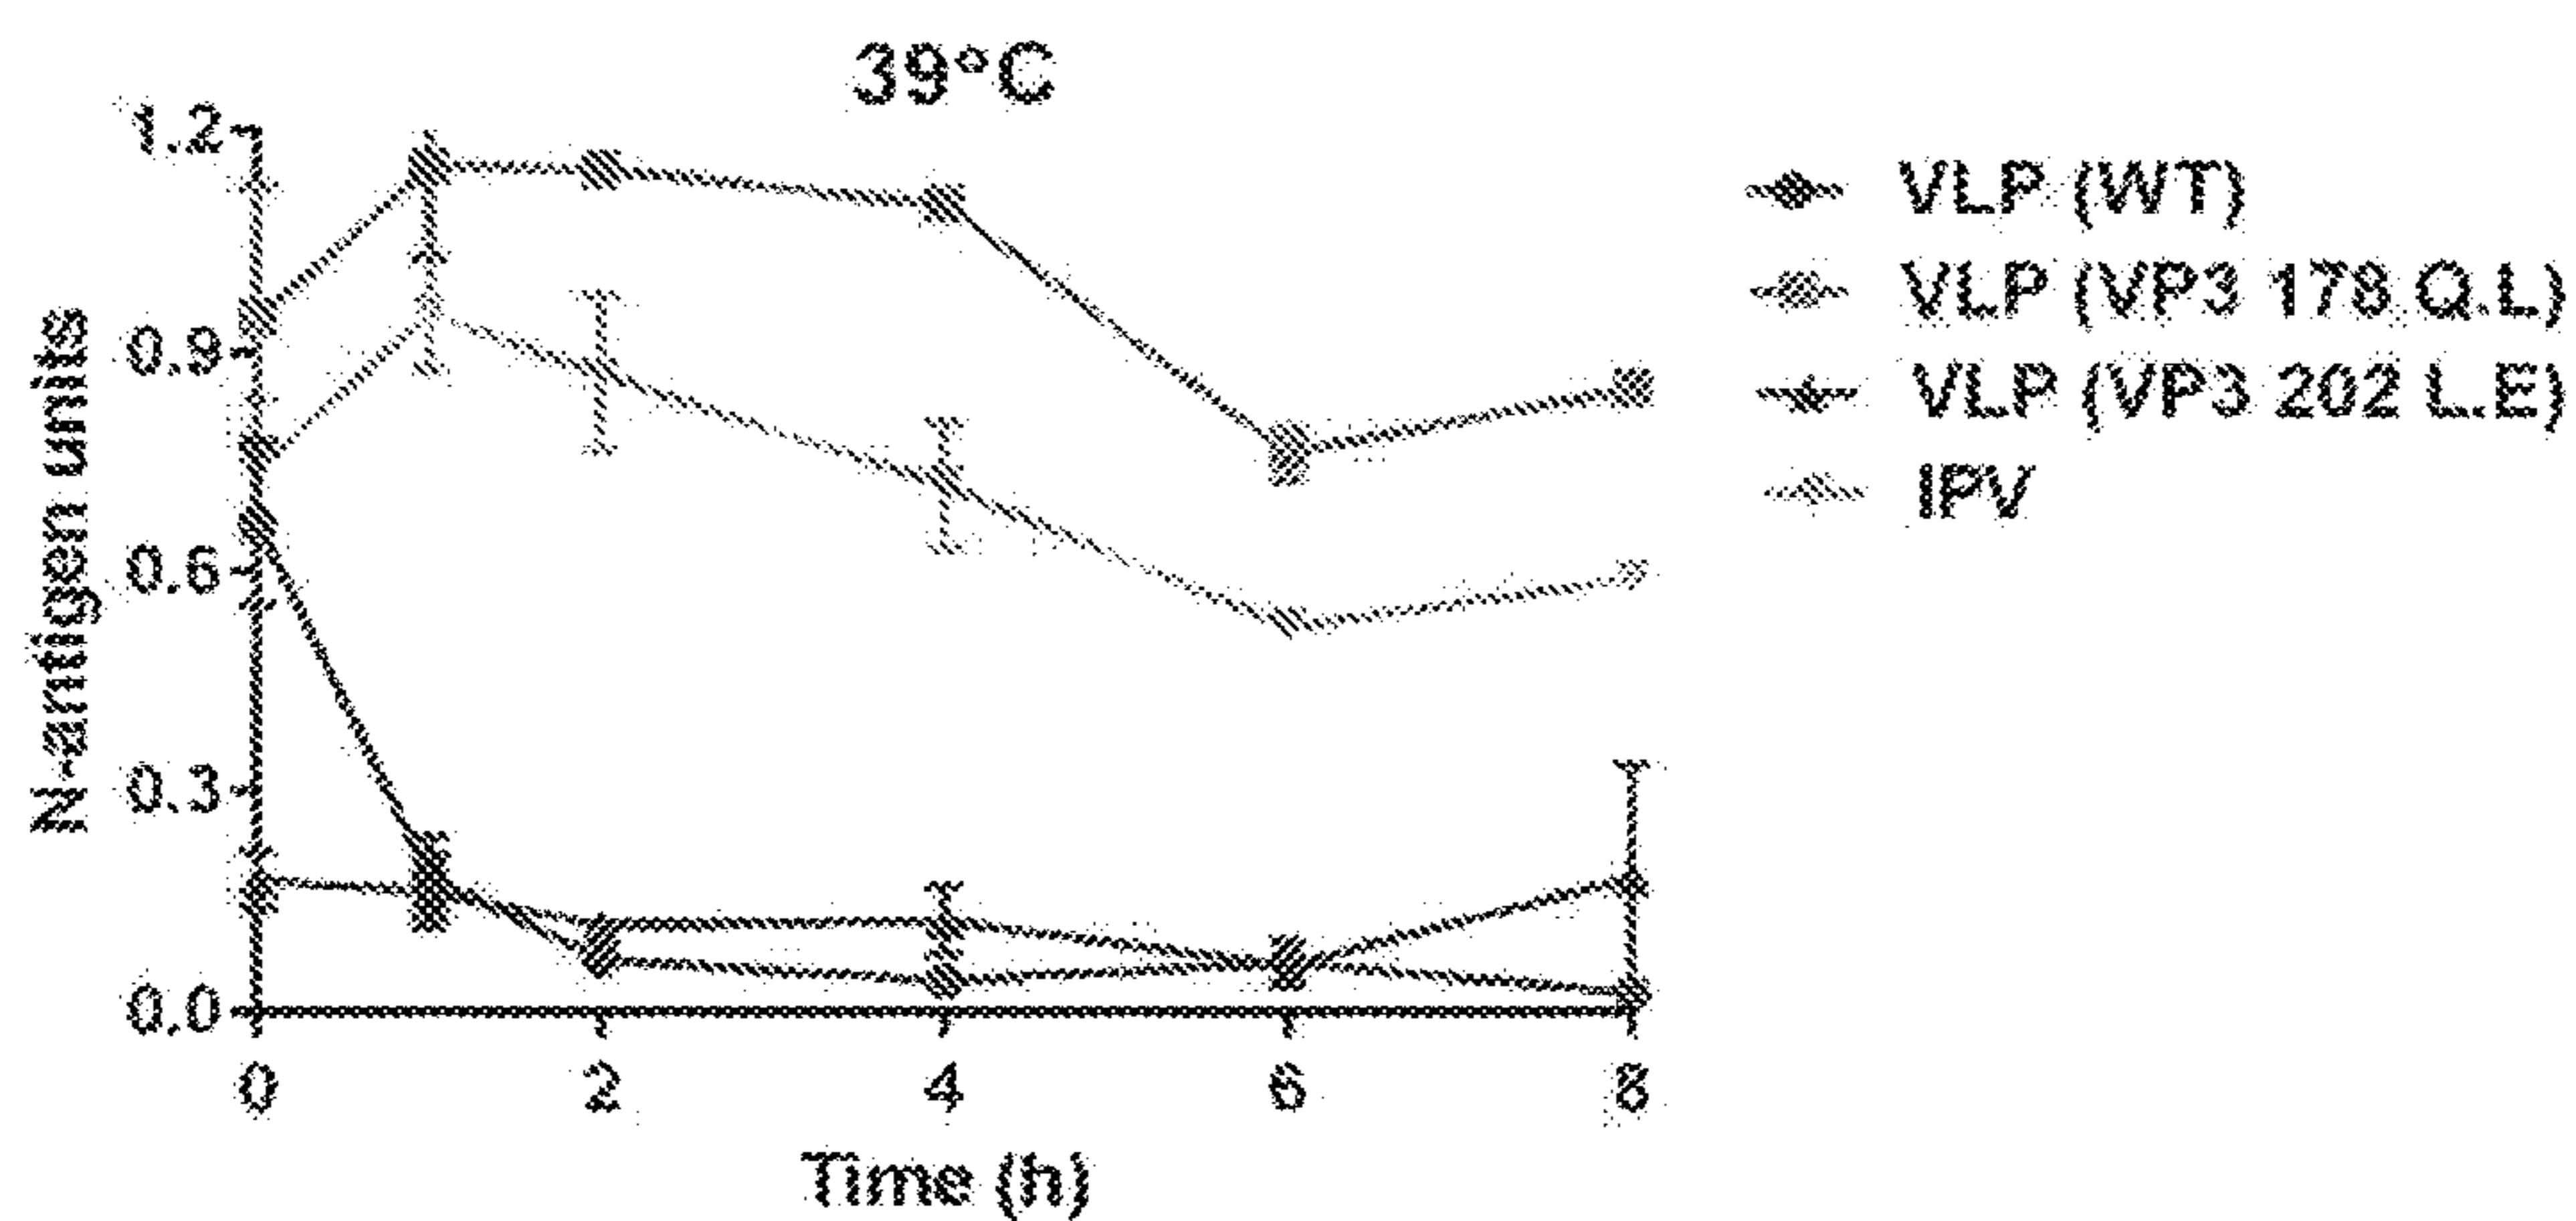 39°C
1.2
0.9
0.6
0.3
0.0
N-antigen units
0 2 4 6 8
Time (h)
VLP (WT)
VLP (VP3 178 Q.L)
VLP (VP3 202 L.E)
IPV